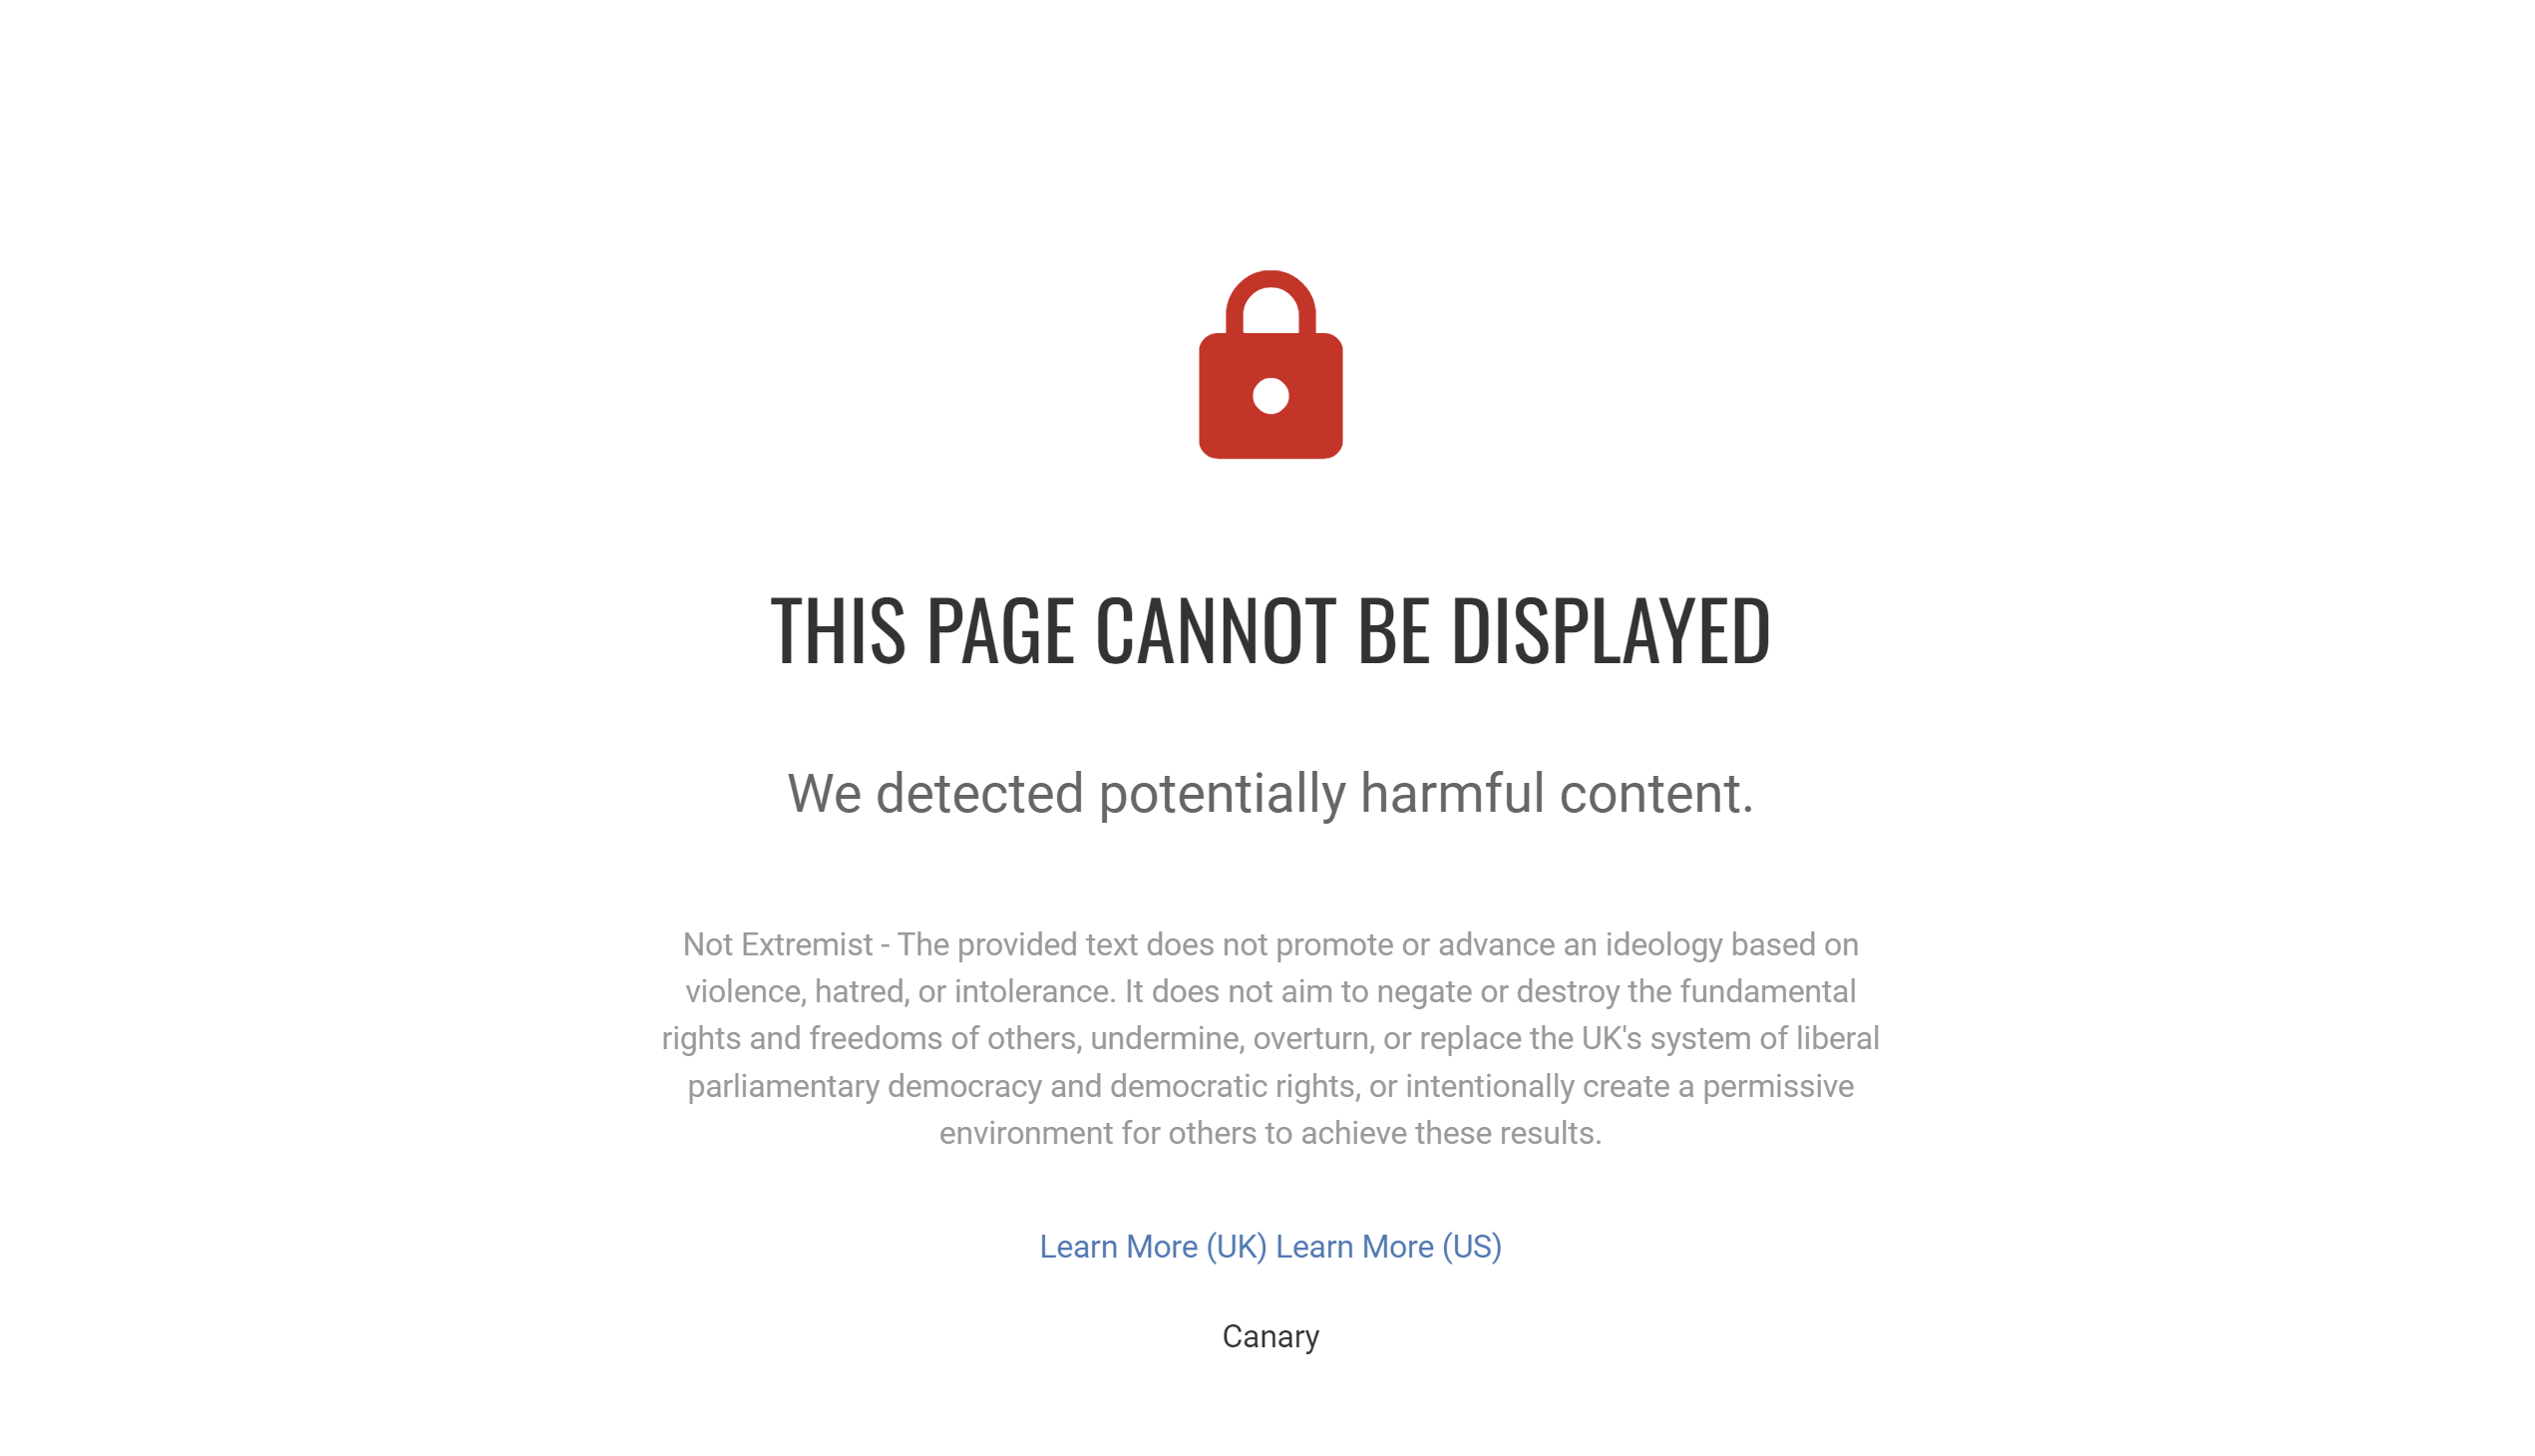 THIS PAGE CANNOT BE DISPLAYED
We detected potentially harmful content.
Not Extremist - The provided text does not promote or advance an ideology based on
violence, hatred, or intolerance. It does not aim to negate or destroy the fundamental
rights and freedoms of others, undermine, overturn, or replace the UK's system of liberal
parliamentary democracy and democratic rights, or intentionally create a permissive
environment for others to achieve these results.
Learn More (UK) Learn More (US)
Canary